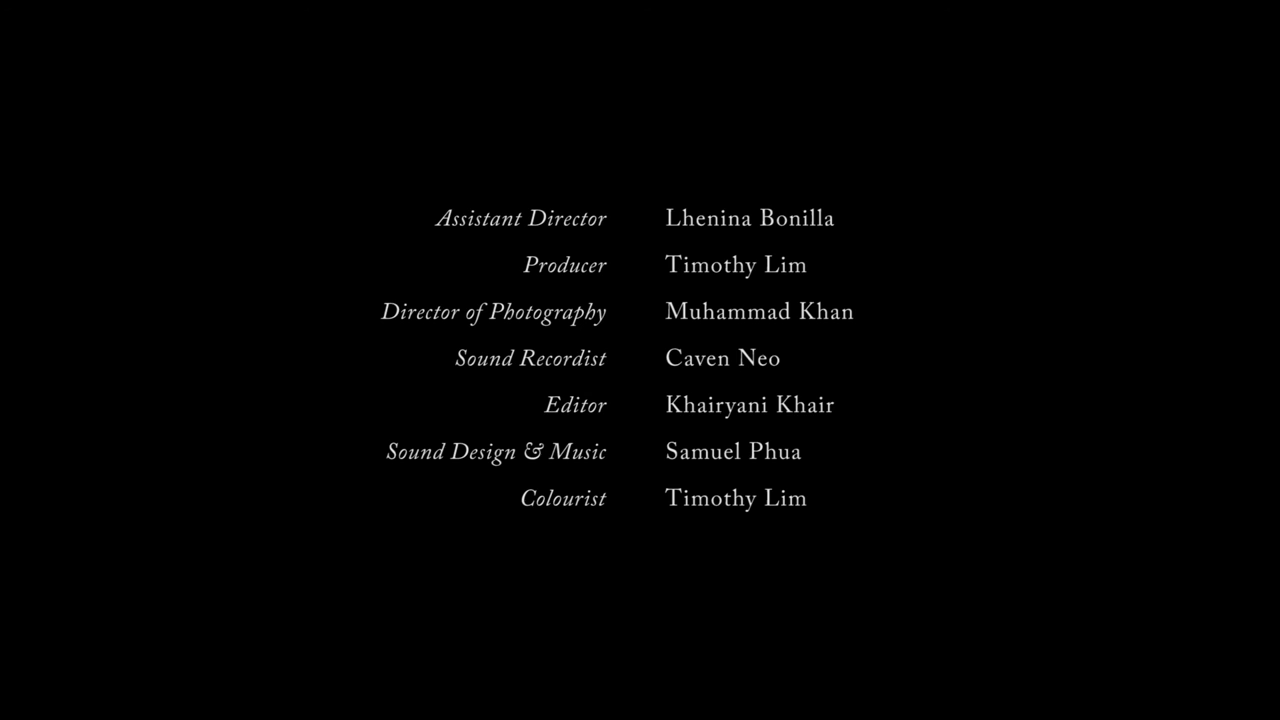 Assistant Director Lhenina Bonilla
Producer Timothy Lim
Director of Photography Muhammad Khan
Sound Recordist Caven Neo
Editor Khairyani Khair
Sound Design & Music Samuel Phua
Colourist Timothy Lim